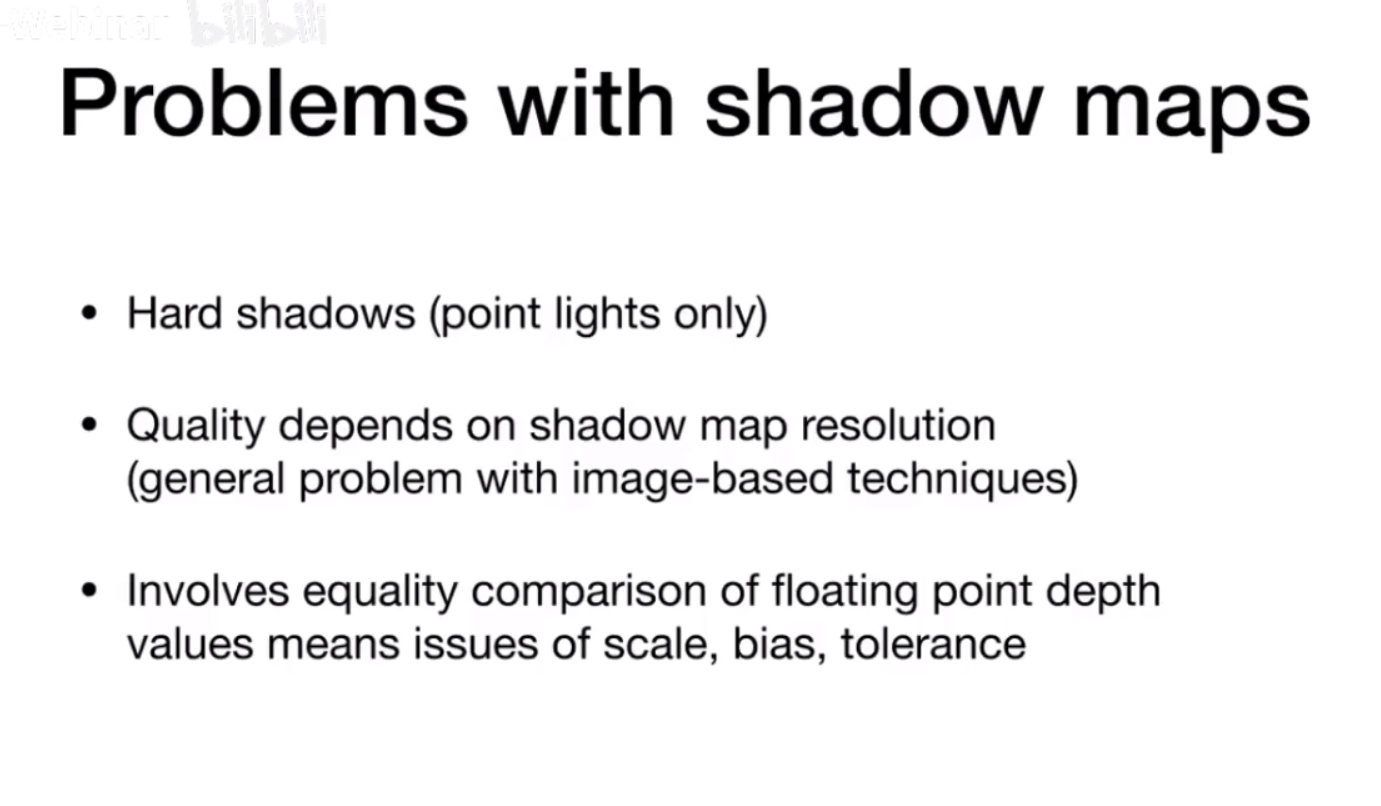 -Webinar bilibili
Problems with shadow maps
• Hard shadows (point lights only)
• Quality depends on shadow map resolution
(general problem with image-based techniques)
• Involves equality comparison of floating point depth
values means issues of scale, bias, tolerance